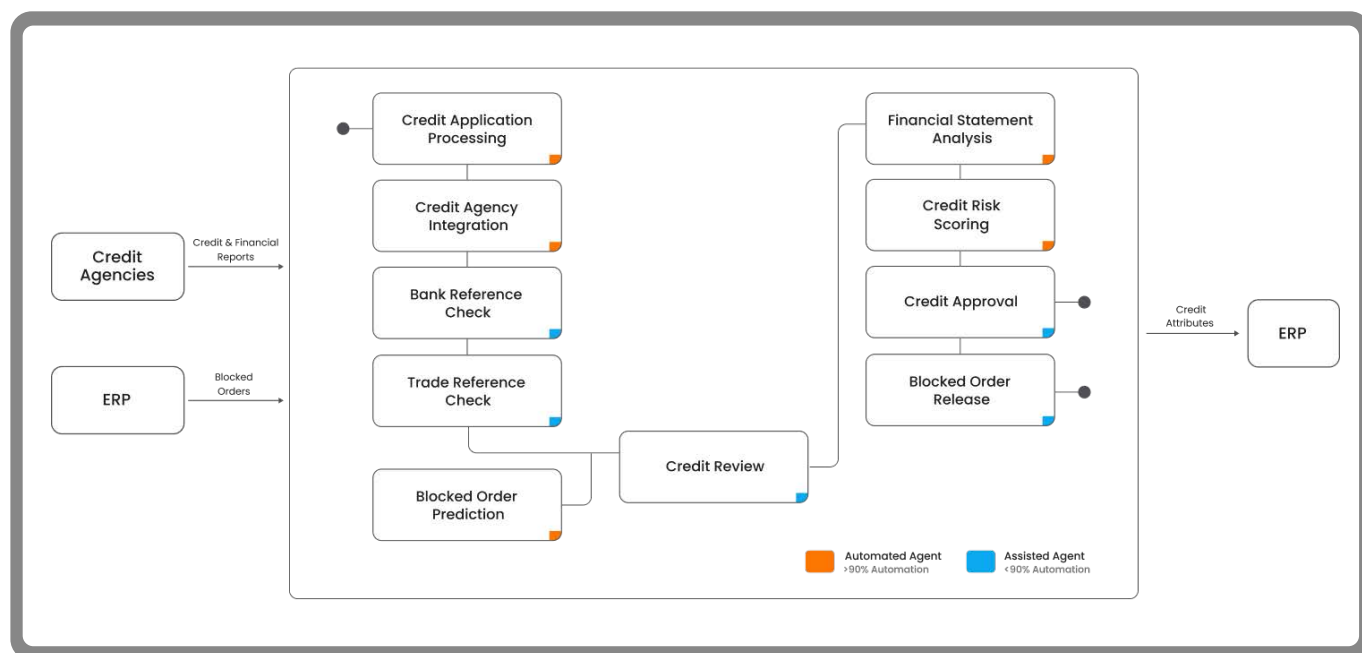 Credit
Agencies
Credit & Financial
Reports
ERP
Blocked
Orders
Credit Application
Processing
Credit Agency
Integration
Bank Reference
Check
Trade Reference
Check
Blocked Order
Prediction
Credit Review
Financial Statement
Analysis
Credit Risk
Scoring
Credit Approval
Blocked Order
Release
Automated Agent
>90% Automation
Assisted Agent
<90% Automation
Credit
Attributes
ERP